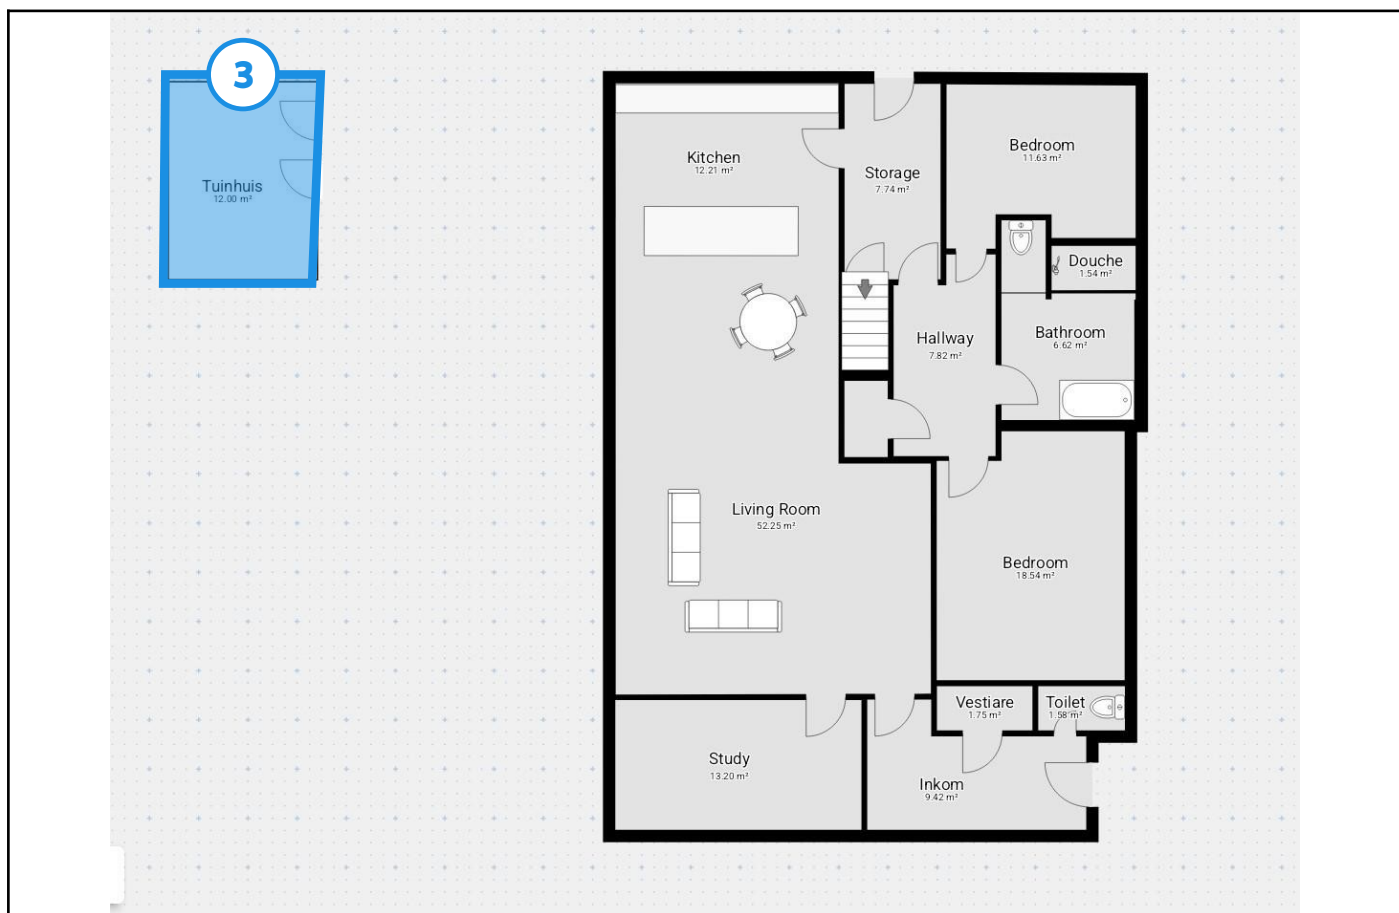 3
Tuinhuis
12.00 m²
Kitchen
12.21 m²
Storage
7.74 m²
Bedroom
11.63 m²
Douche
1.54 m²
Hallway
7.82 m²
Bathroom
6.62 m²
Living Room
52.25 m²
Bedroom
18.54 m²
Vestiare
1.75 m²
Toilet
1.58 m²
Study
13.20 m²
Inkom
9.42 m²